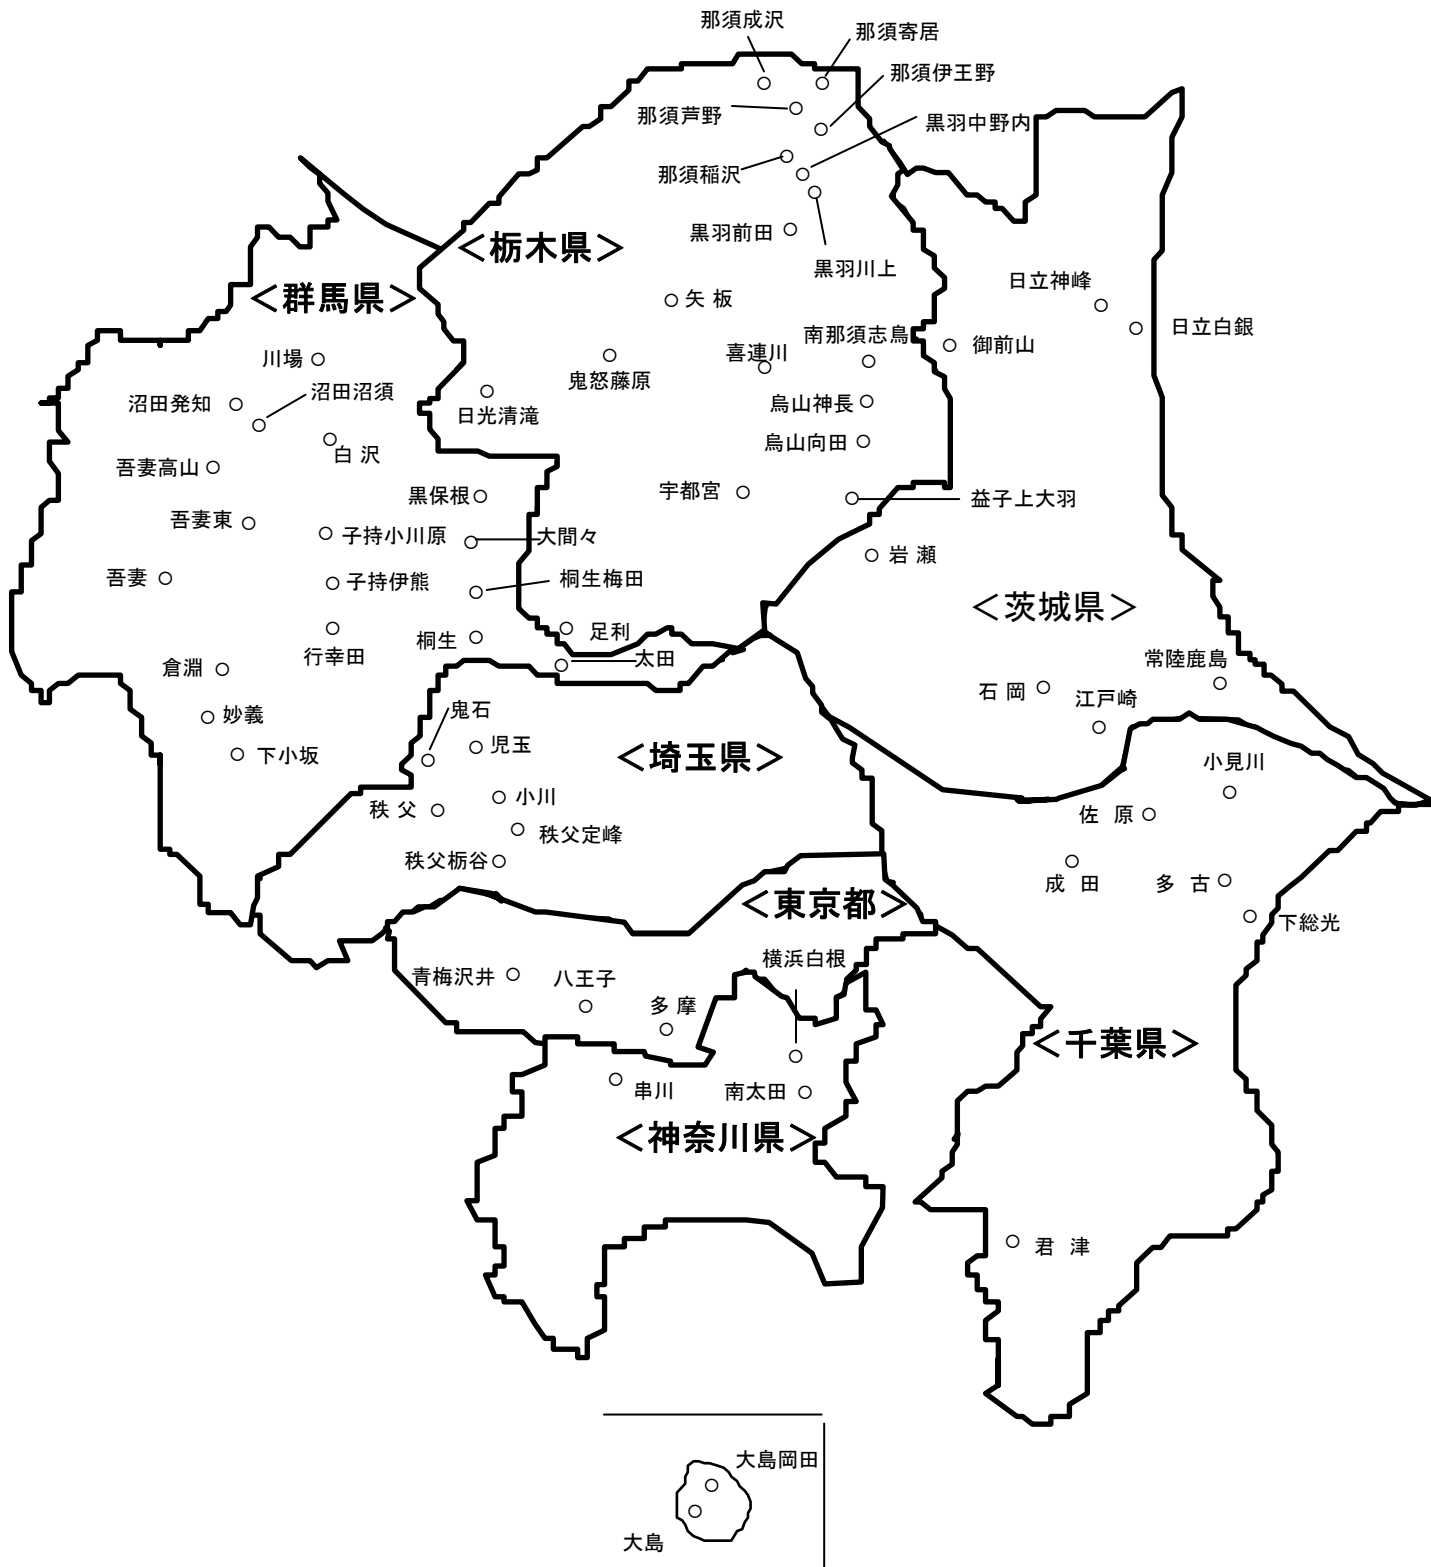 那須成沢
那須寄居
那須伊王野
那須芦野
黒羽中野内
那須稲沢
黒羽前田
黒羽川上
＜栃木県＞
＜群馬県＞
矢 板
日立神峰
日立白銀
南那須志鳥
御前山
喜連川
鬼怒藤原
川場
沼田沼須
沼田発知
日光清滝
烏山神長
烏山向田
白 沢
吾妻高山
黒保根
宇都宮
益子上大羽
吾妻東
子持小川原
大間々
岩 瀬
吾妻
子持伊熊
桐生梅田
＜茨城県＞
行幸田
桐生
足利
太田
倉淵
常陸鹿島
石 岡
江戸崎
妙義
鬼石
下小坂
児玉
＜埼玉県＞
小見川
小川
秩 父
佐 原
秩父定峰
秩父栃谷
成 田
多 古
＜東京都＞
下総光
横浜白根
青梅沢井
八王子
多 摩
＜千葉県＞
串川
南太田
＜神奈川県＞
君 津
大島岡田
大島